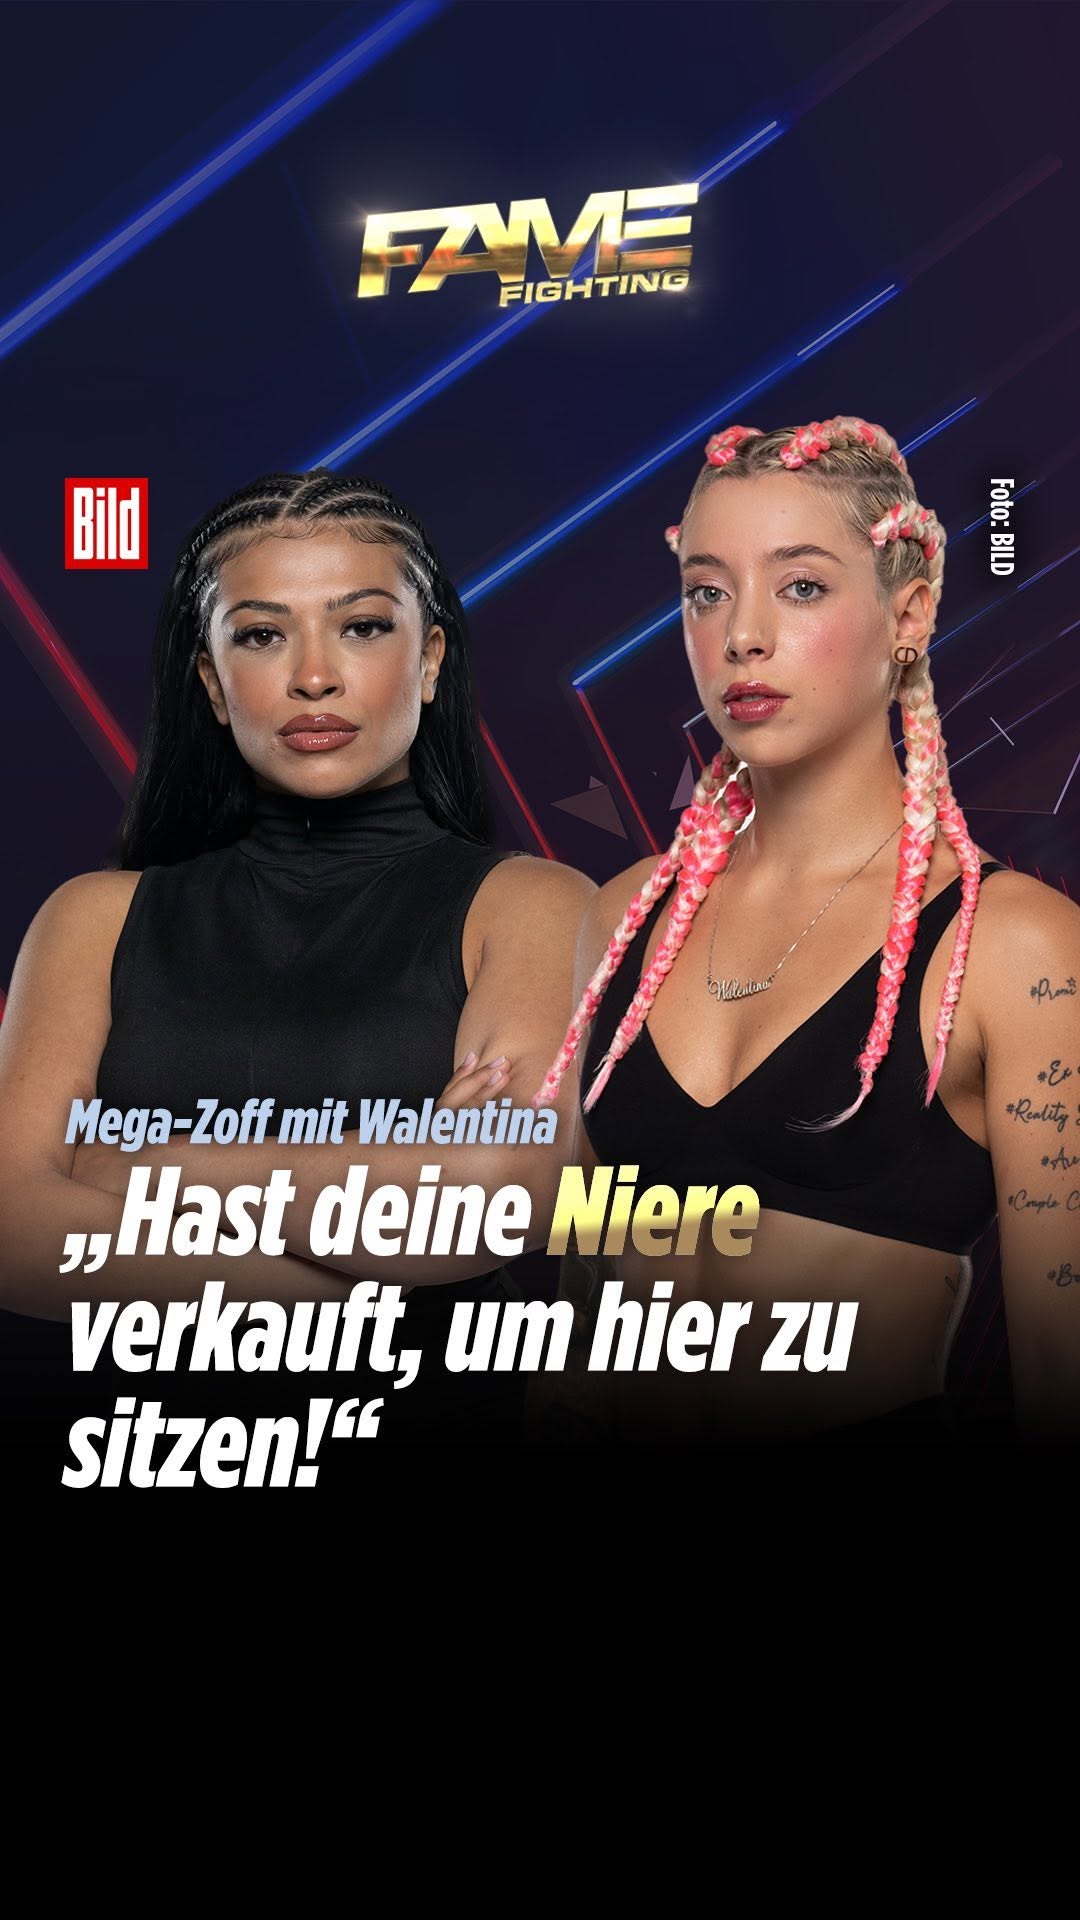 FAME
FIGHTING
Bild
Foto: BILD
Walentina
#Promi
#Ex
#Reality
#Couple C
Mega-Zoff mit Walentina
„Hast deine Niere
verkauft, um hier zu
sitzen!“